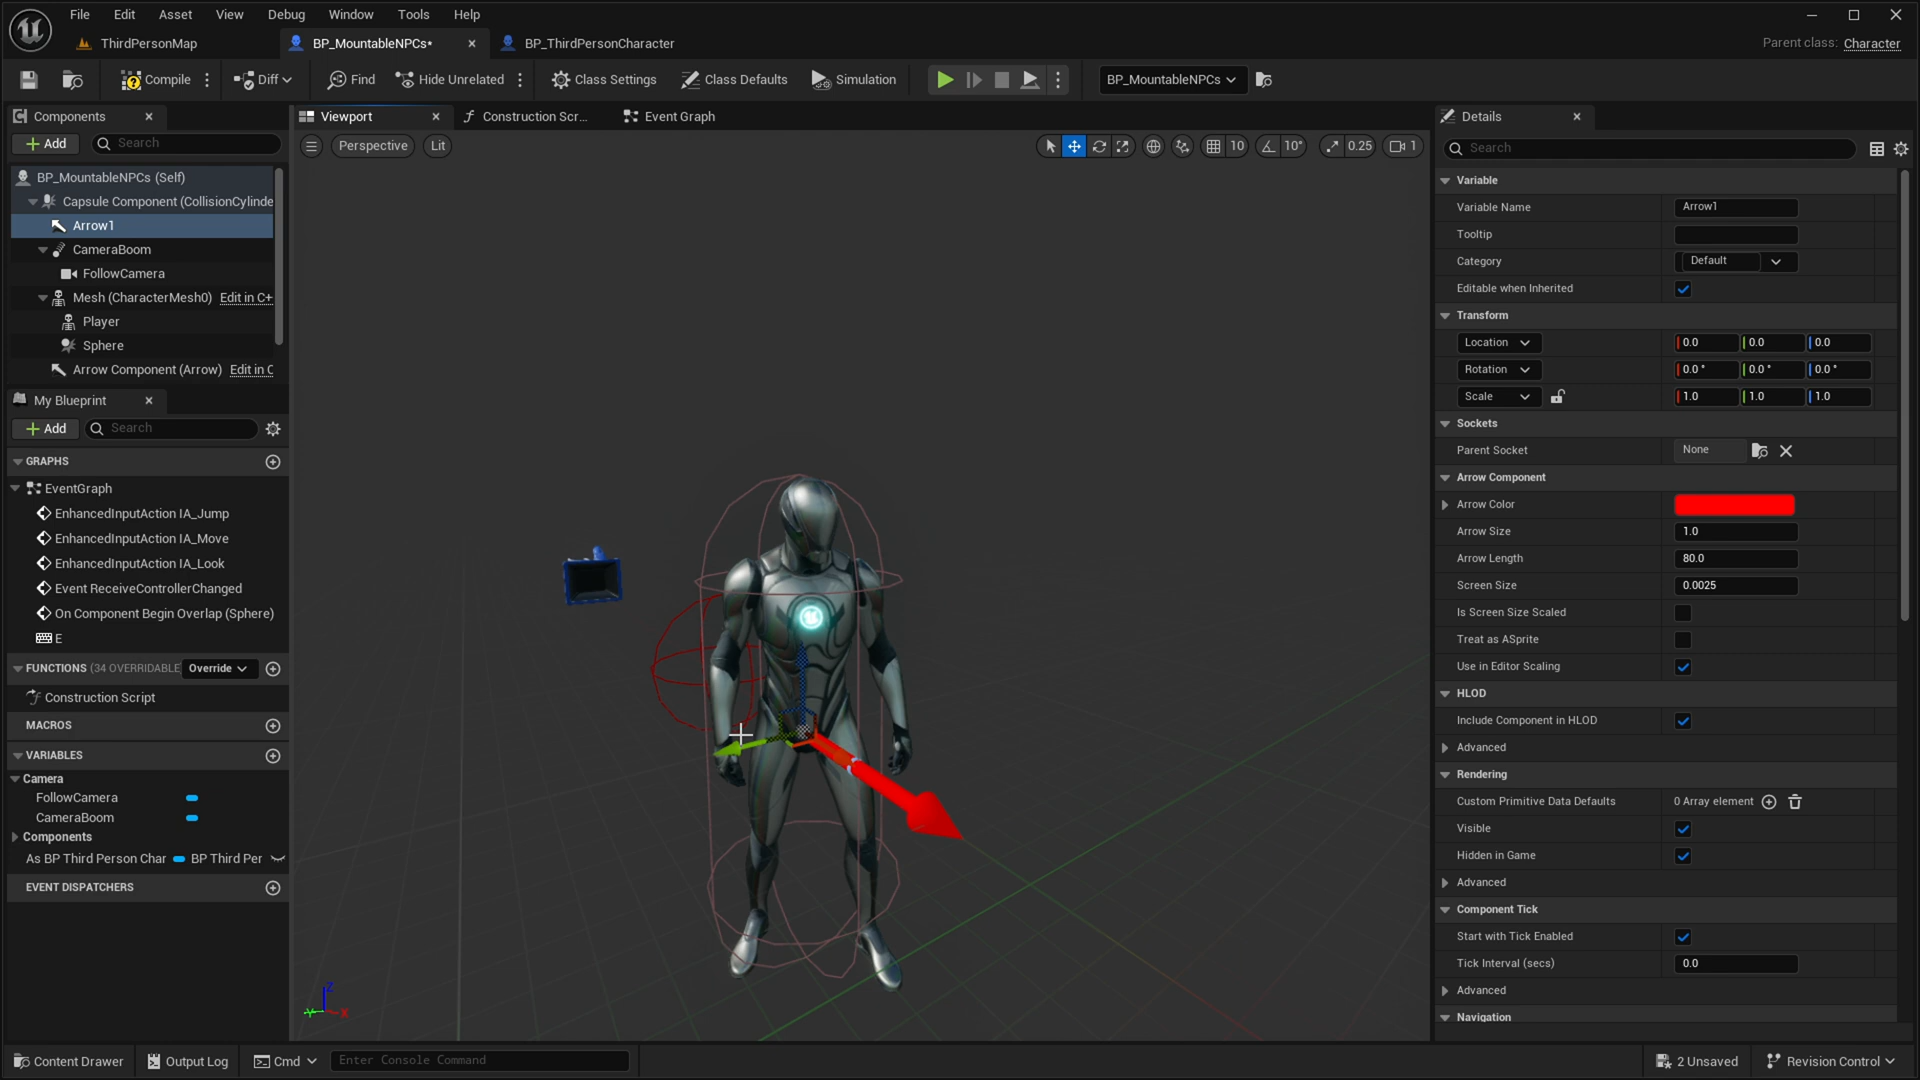 File Edit Asset View Debug Window Tools Help
ThirdPersonMap BP_MountableNPCs* BP_ThirdPersonCharacter Parent class: Character
Compile Diff Find Hide Unrelated Class Settings Class Defaults Simulation BP_MountableNPCs
Components Viewport Construction Scr... Event Graph Details
Add Search Perspective Lit 10 10° 0.25 1 Search
BP_MountableNPCs (Self)
Capsule Component (CollisionCylinde
Arrow1
CameraBoom
FollowCamera
Mesh (CharacterMesh0) Edit in C+
Player
Sphere
Arrow Component (Arrow) Edit in C
My Blueprint
Add Search
GRAPHS
EventGraph
EnhancedInputAction IA_Jump
EnhancedInputAction IA_Move
EnhancedInputAction IA_Look
Event ReceiveControllerChanged
On Component Begin Overlap (Sphere)
E
FUNCTIONS (34 OVERRIDABLE Override
Construction Script
MACROS
VARIABLES
Camera
FollowCamera
CameraBoom
Components
As BP Third Person Char BP Third Per
EVENT DISPATCHERS
Z
Y X
Variable
Variable Name Arrow1
Tooltip
Category Default
Editable when Inherited
Transform
Location 0.0 0.0 0.0
Rotation 0.0 ° 0.0 ° 0.0 °
Scale 1.0 1.0 1.0
Sockets
Parent Socket None
Arrow Component
Arrow Color
Arrow Size 1.0
Arrow Length 80.0
Screen Size 0.0025
Is Screen Size Scaled
Treat as ASprite
Use in Editor Scaling
HLOD
Include Component in HLOD
Advanced
Rendering
Custom Primitive Data Defaults 0 Array element
Visible
Hidden in Game
Advanced
Component Tick
Start with Tick Enabled
Tick Interval (secs) 0.0
Advanced
Navigation
Content Drawer Output Log Cmd Enter Console Command 2 Unsaved Revision Control